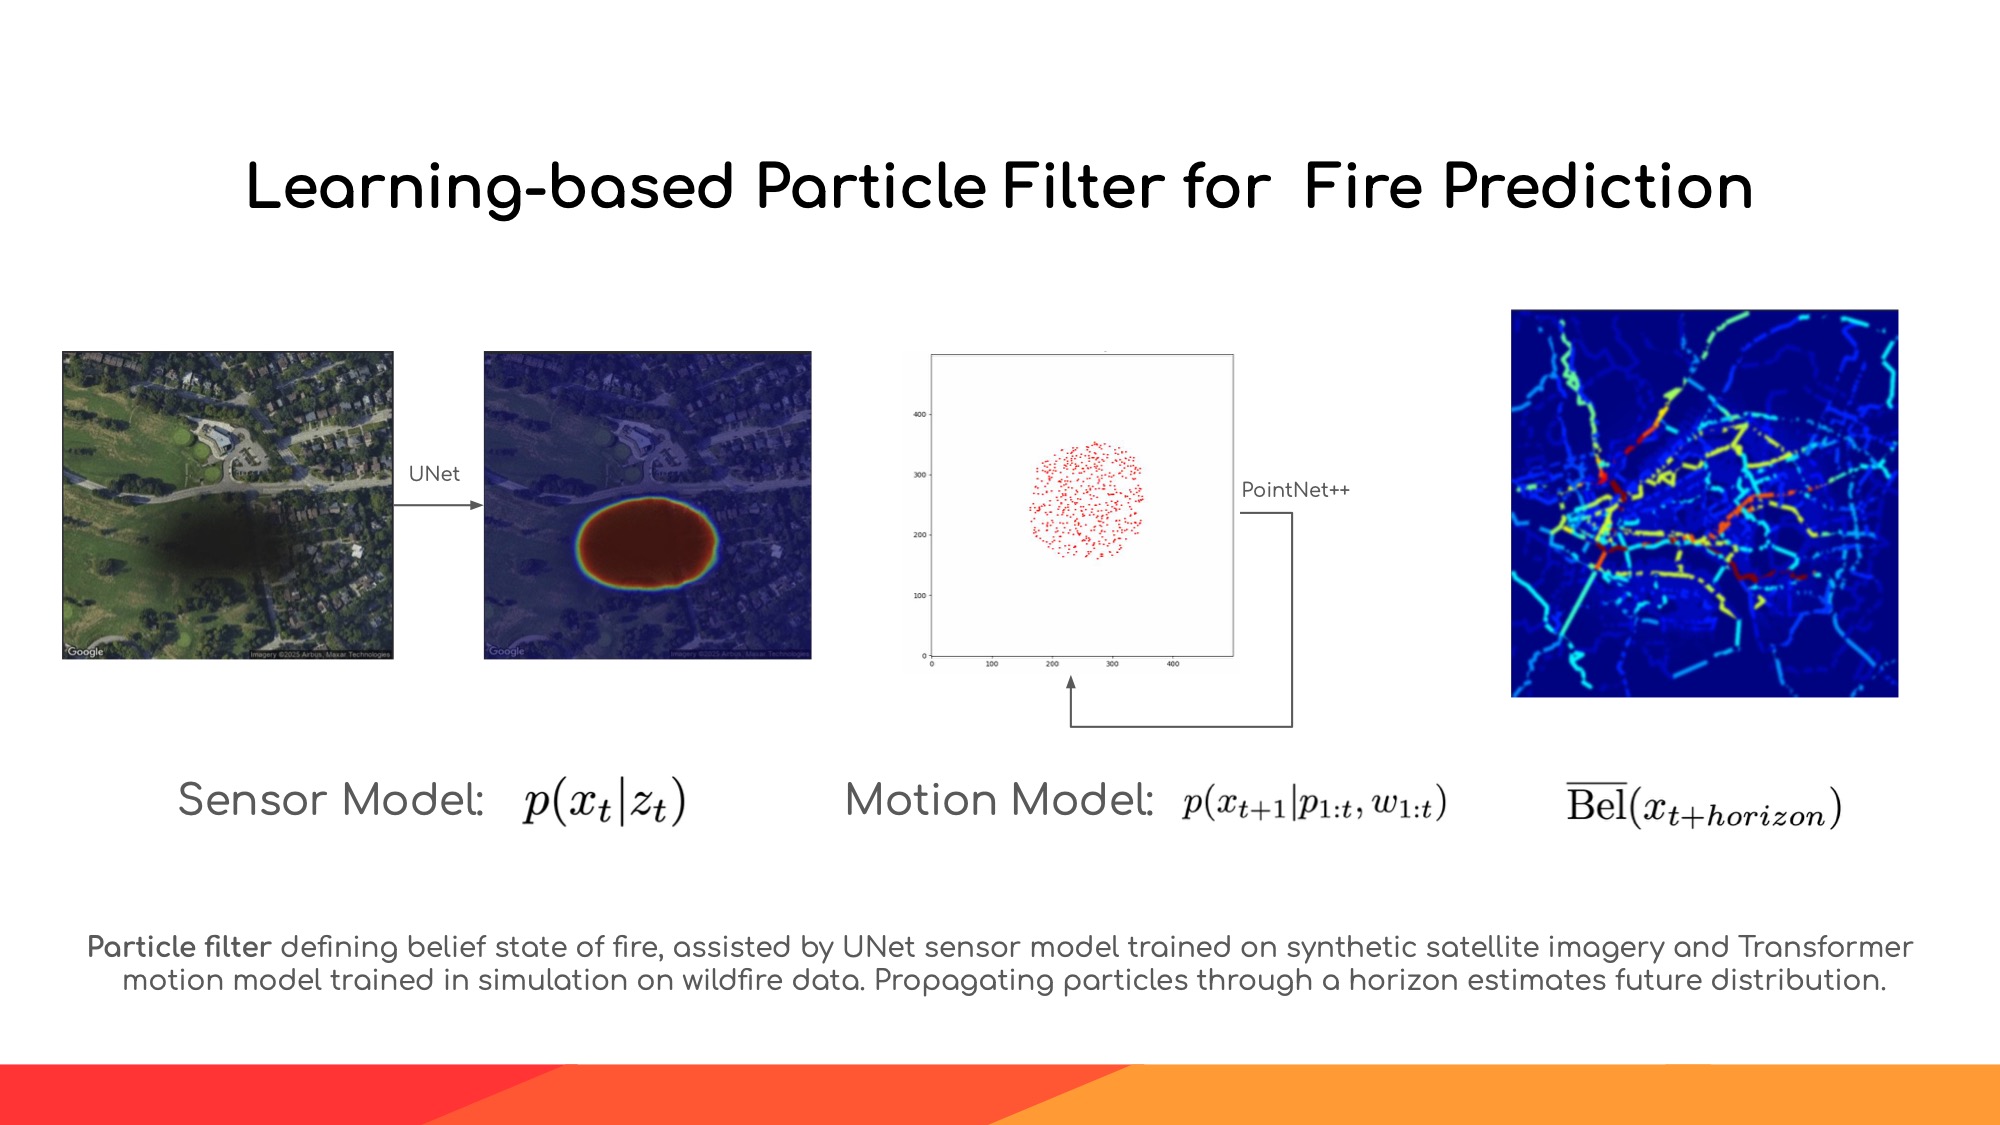 Learning-based Particle Filter for Fire Prediction
UNet
Google
Imagery ©2025 Airbus, Maxar Technologies
Google
Imagery ©2025 Airbus, Maxar Technologies
400
300
200
100
0
0 100 200 300 400
PointNet++
Sensor Model: p(x_t|z_t)
Motion Model: p(x_{t+1}|p_{1:t}, w_{1:t})
\overline{Bel}(x_{t+horizon})
Particle filter defining belief state of fire, assisted by UNet sensor model trained on synthetic satellite imagery and Transformer
motion model trained in simulation on wildfire data. Propagating particles through a horizon estimates future distribution.